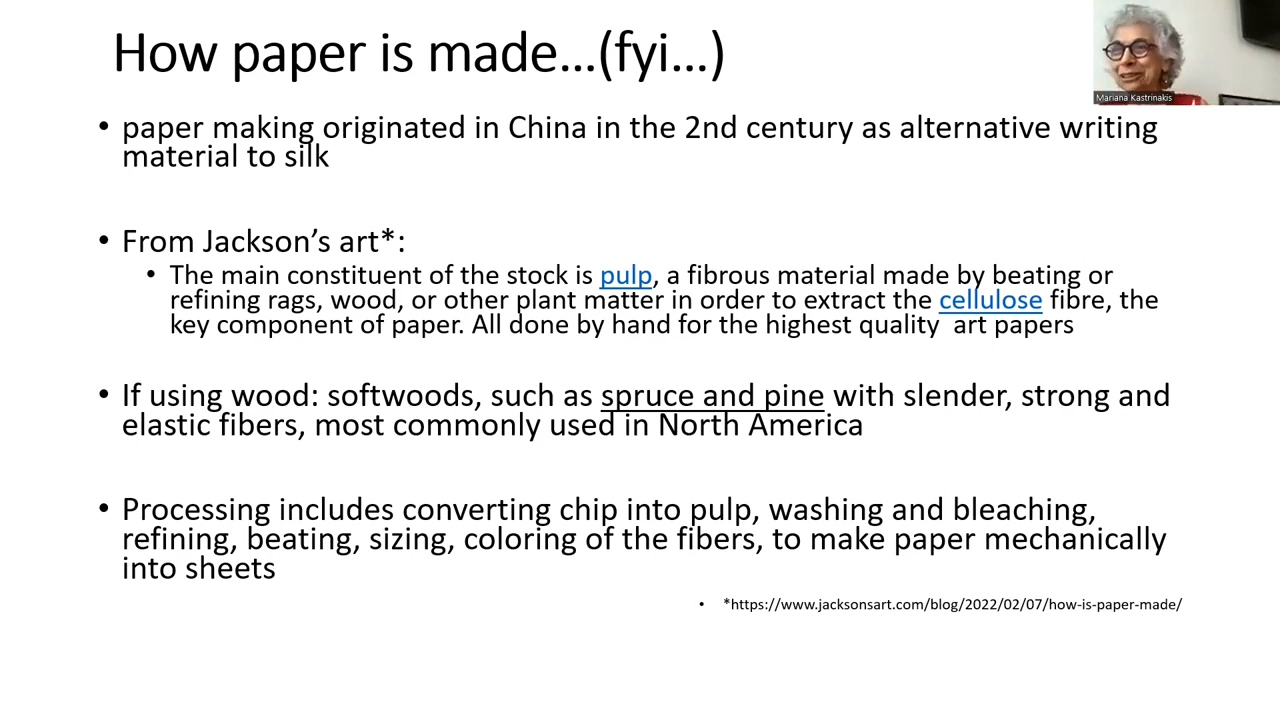 How paper is made...(fyi...)
Mariana Kastrinakis
• paper making originated in China in the 2nd century as alternative writing
material to silk
• From Jackson’s art*:
• The main constituent of the stock is pulp, a fibrous material made by beating or
refining rags, wood, or other plant matter in order to extract the cellulose fibre, the
key component of paper. All done by hand for the highest quality  art papers
• If using wood: softwoods, such as spruce and pine with slender, strong and
elastic fibers, most commonly used in North America
• Processing includes converting chip into pulp, washing and bleaching,
refining, beating, sizing, coloring of the fibers, to make paper mechanically
into sheets
• *https://www.jacksonsart.com/blog/2022/02/07/how-is-paper-made/